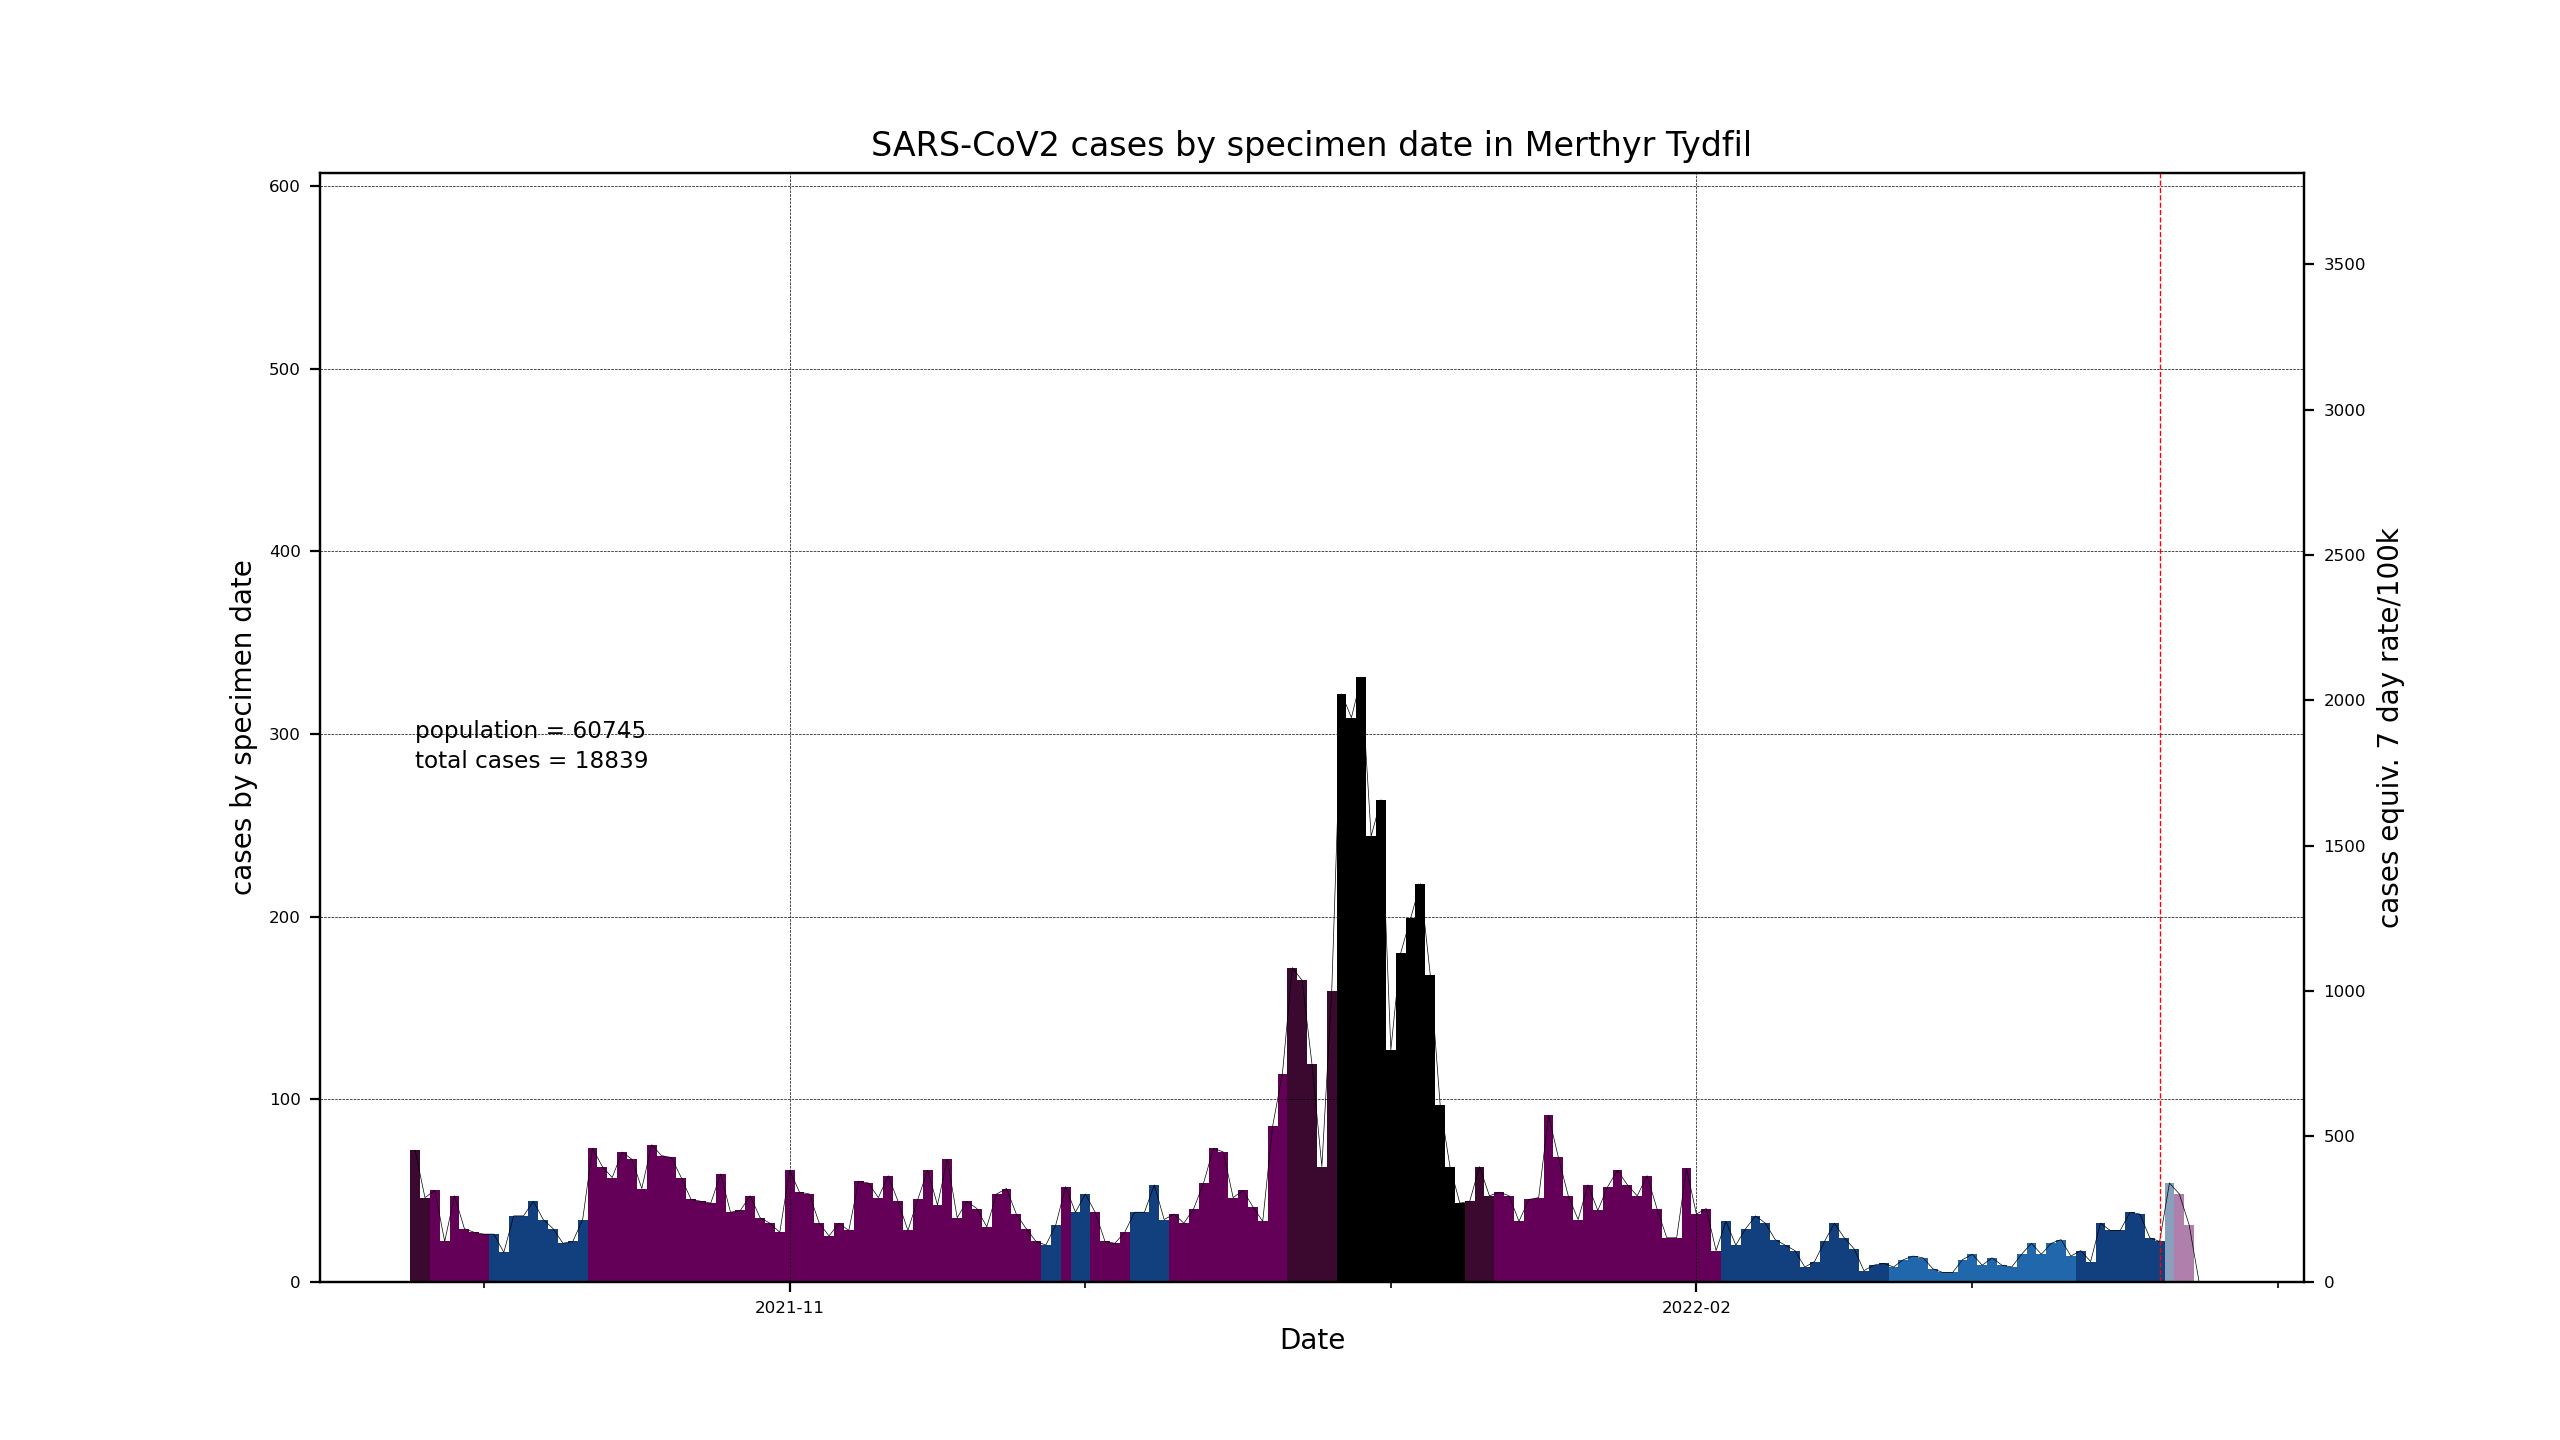 SARS-CoV2 cases by specimen date in Merthyr Tydfil
600
500
400
300
200
100
0
cases by specimen date
population = 60745
total cases = 18839
3500
3000
2500
2000
1500
1000
500
0
cases equiv. 7 day rate/100k
2021-11
2022-02
Date